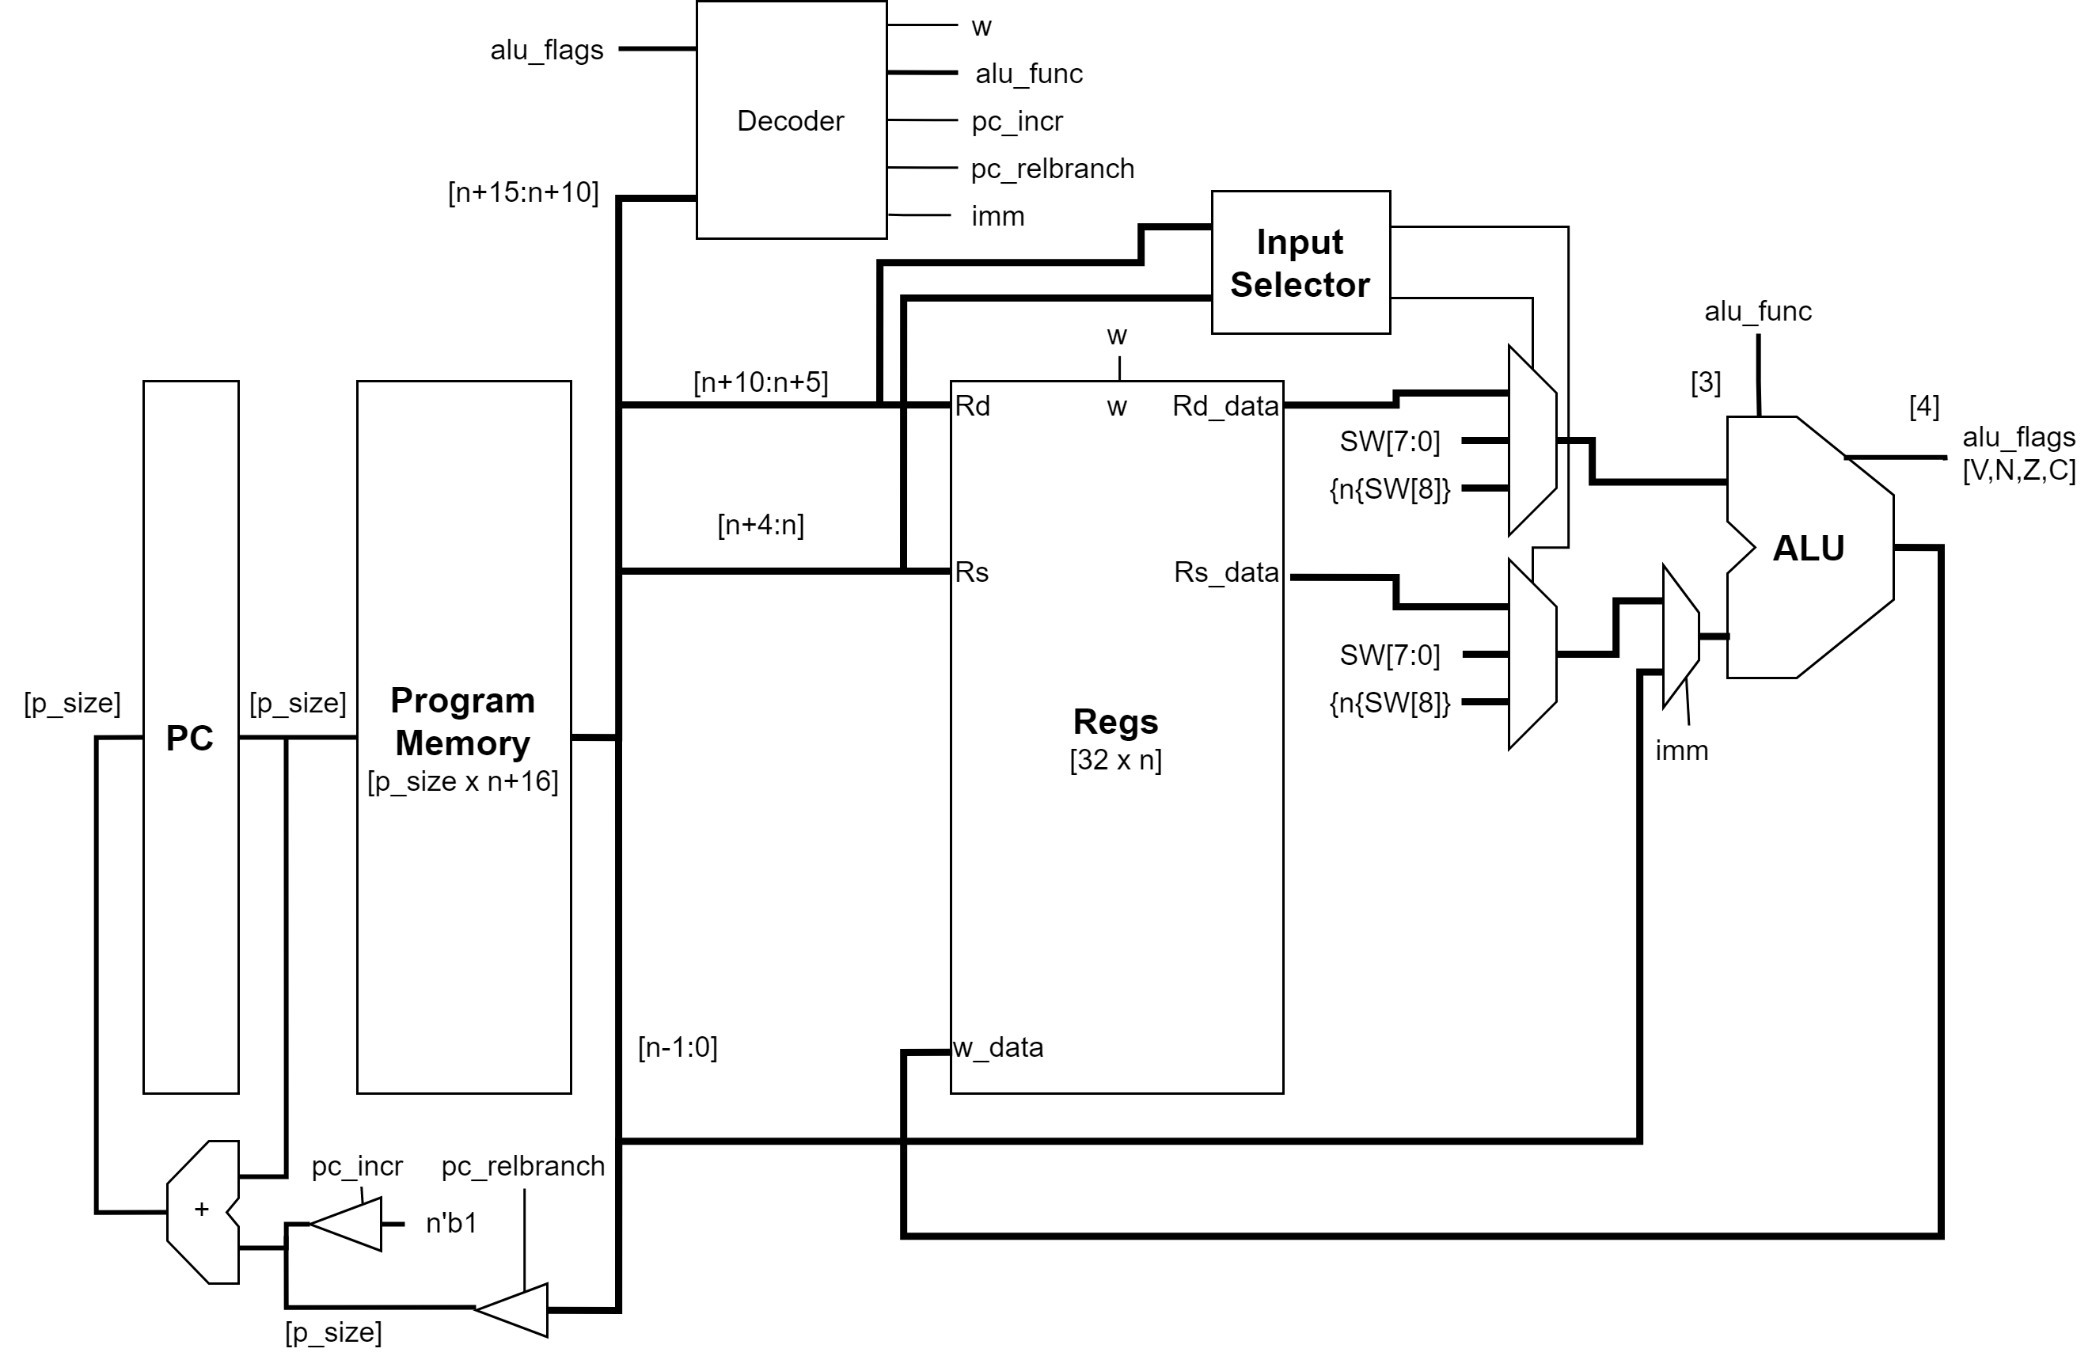 w
alu_flags
alu_func
Decoder
pc_incr
pc_relbranch
[n+15:n+10]
imm
Input
Selector
alu_func
w
[n+10:n+5]
[3]
Rd
w
Rd_data
[4]
SW[7:0]
alu_flags
[V,N,Z,C]
{n{SW[8]}
[n+4:n]
ALU
Rs
Rs_data
SW[7:0]
[p_size]
[p_size]
Program
Memory
[p_size x n+16]
PC
{n{SW[8]}
Regs
[32 x n]
imm
[n-1:0]
w_data
pc_incr
pc_relbranch
+
n'b1
[p_size]